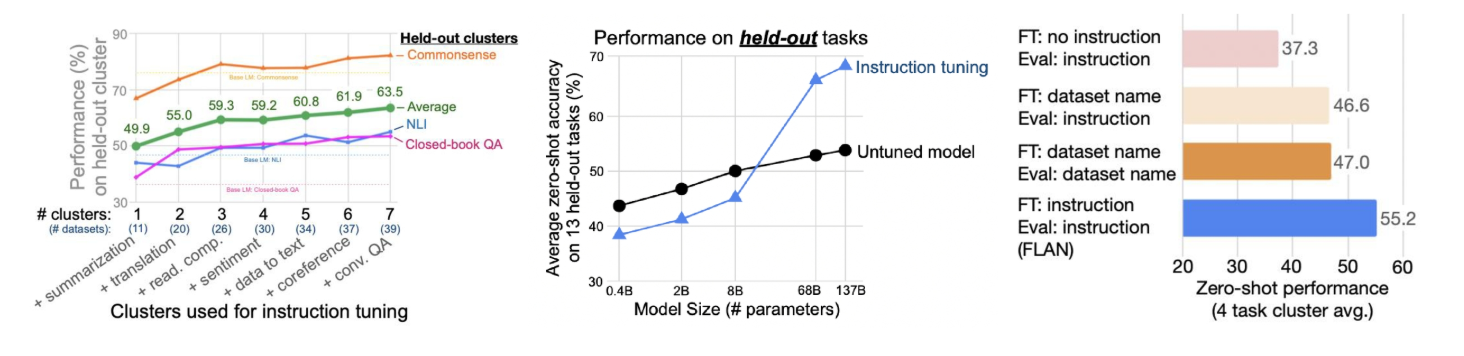 Performance (%)
on held-out cluster
90
70
50
30
Held-out clusters
Commonsense
Base LM: Commonsense
49.9
55.0
59.3
59.2
60.8
61.9
63.5
Average
NLI
Closed-book QA
Base LM: NLI
Base LM: Closed-book QA
# clusters: 1 2 3 4 5 6 7
(# datasets): (11) (20) (26) (30) (34) (37) (39)
+ summarization
+ translation
+ read. comp.
+ sentiment
+ data to text
+ coreference
+ conv. QA
Clusters used for instruction tuning
Performance on held-out tasks
Average zero-shot accuracy
on 13 held-out tasks (%)
70
60
50
40
30
Instruction tuning
Untuned model
0.4B 2B 8B 68B 137B
Model Size (# parameters)
FT: no instruction
Eval: instruction
37.3
FT: dataset name
Eval: instruction
46.6
FT: dataset name
Eval: dataset name
47.0
FT: instruction
Eval: instruction
(FLAN)
55.2
20 30 40 50 60
Zero-shot performance
(4 task cluster avg.)